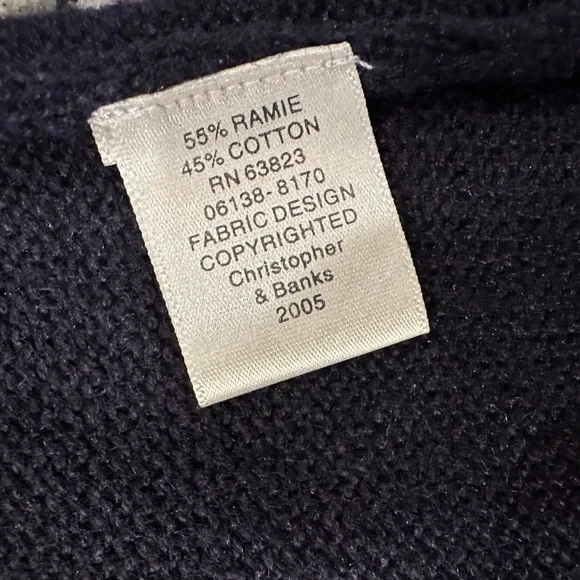 55% RAMIE
45% COTTON
RN 63823
06138-8170
FABRIC DESIGN
COPYRIGHTED
Christopher
& Banks
2005